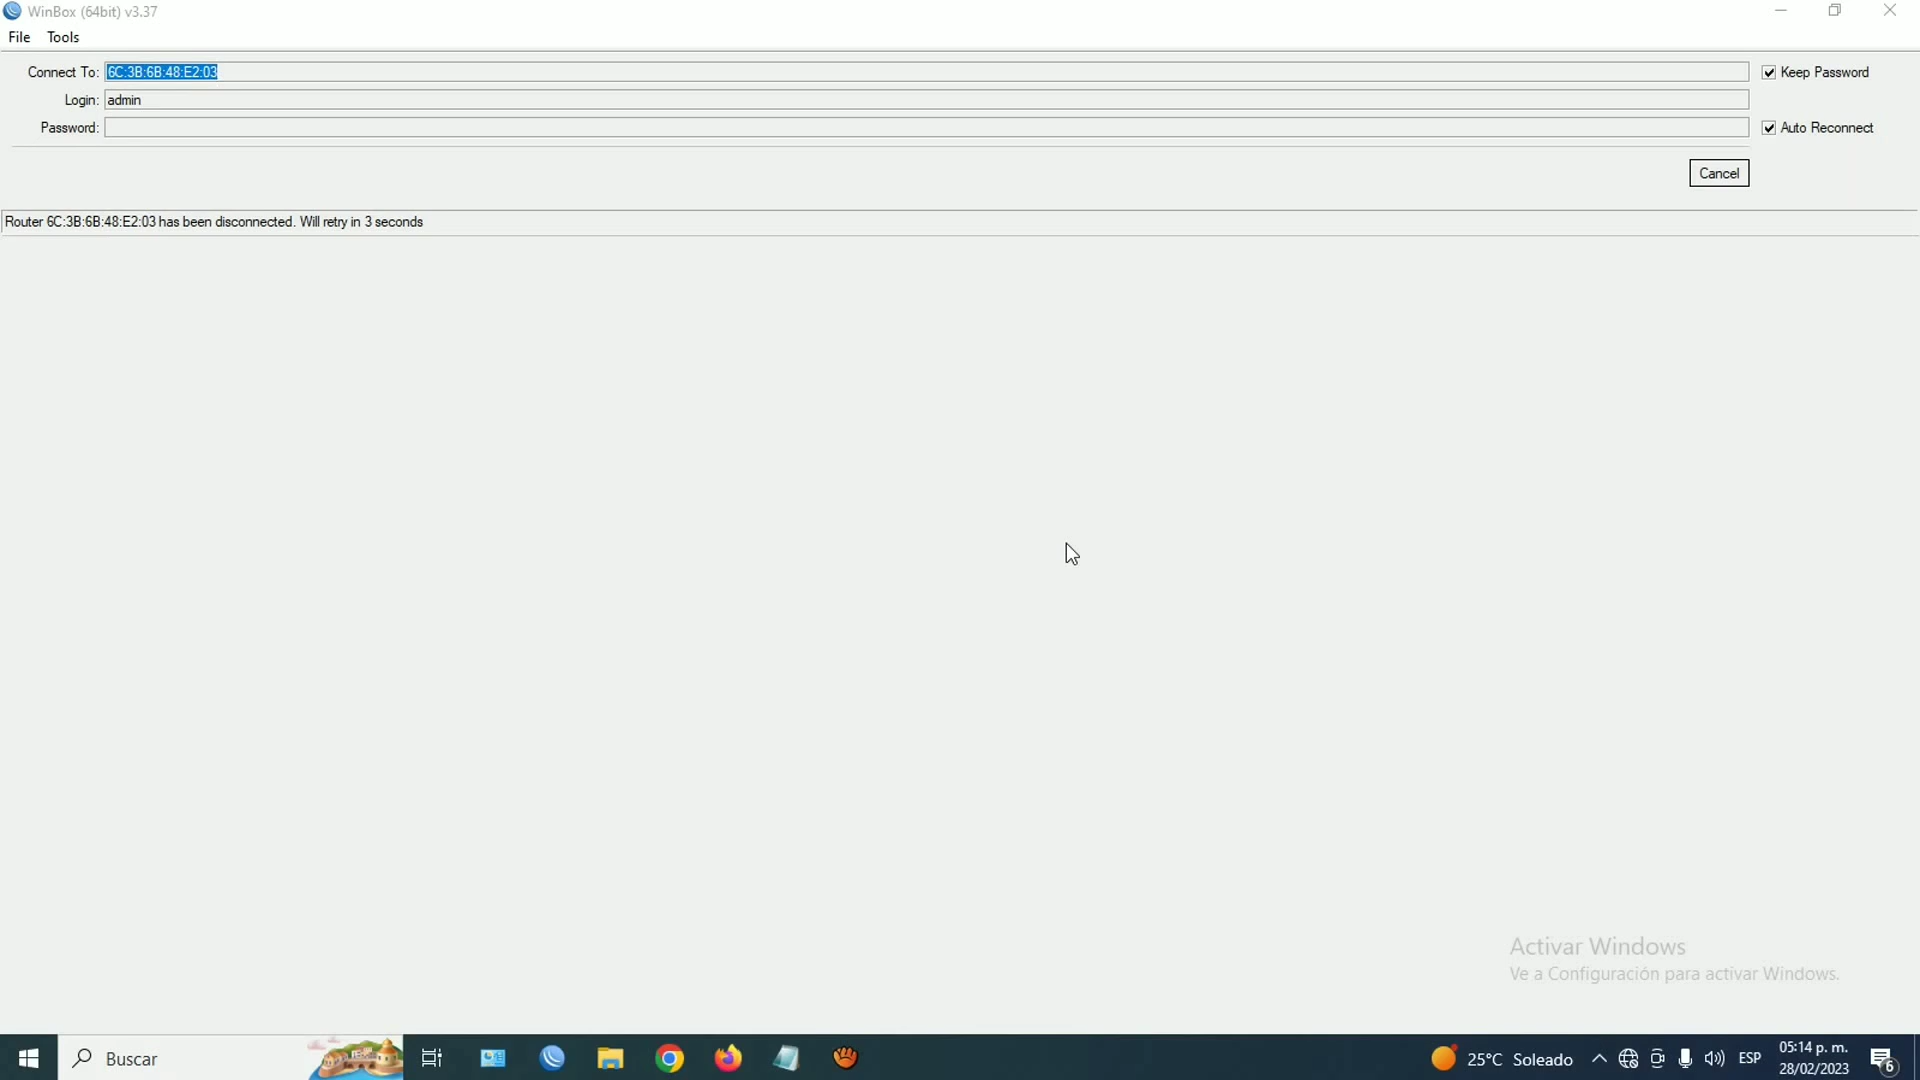 WinBox (64bit) v3.37
File Tools
Connect To: 6C:3B:6B:48:E2:03 Keep Password
Login: admin
Password: Auto Reconnect
Cancel
Router 6C:3B:6B:48:E2:03 has been disconnected. Will retry in 3 seconds
Activar Windows
Ve a Configuración para activar Windows.
Buscar 25°C Soleado ESP 05:14 p. m.
28/02/2023 6